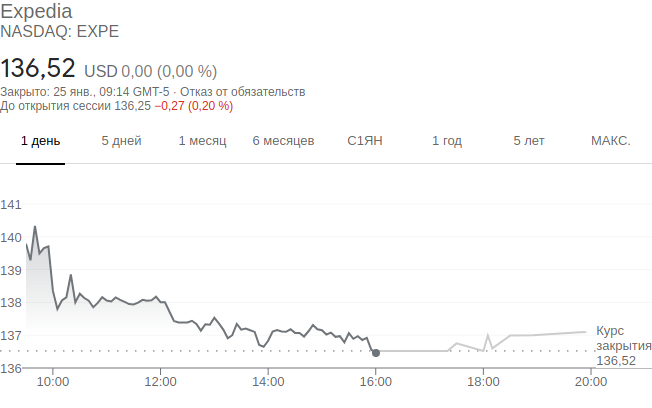 Expedia
NASDAQ: EXPE
136,52 USD 0,00 (0,00 %)
Закрыто: 25 янв., 09:14 GMT-5 · Отказ от обязательств
До открытия сессии 136,25 −0,27 (0,20 %)
1 день 5 дней 1 месяц 6 месяцев С1ЯН 1 год 5 лет МАКС.
141
140
139
138
137
136
Курс
закрытия
136,52
10:00 12:00 14:00 16:00 18:00 20:00